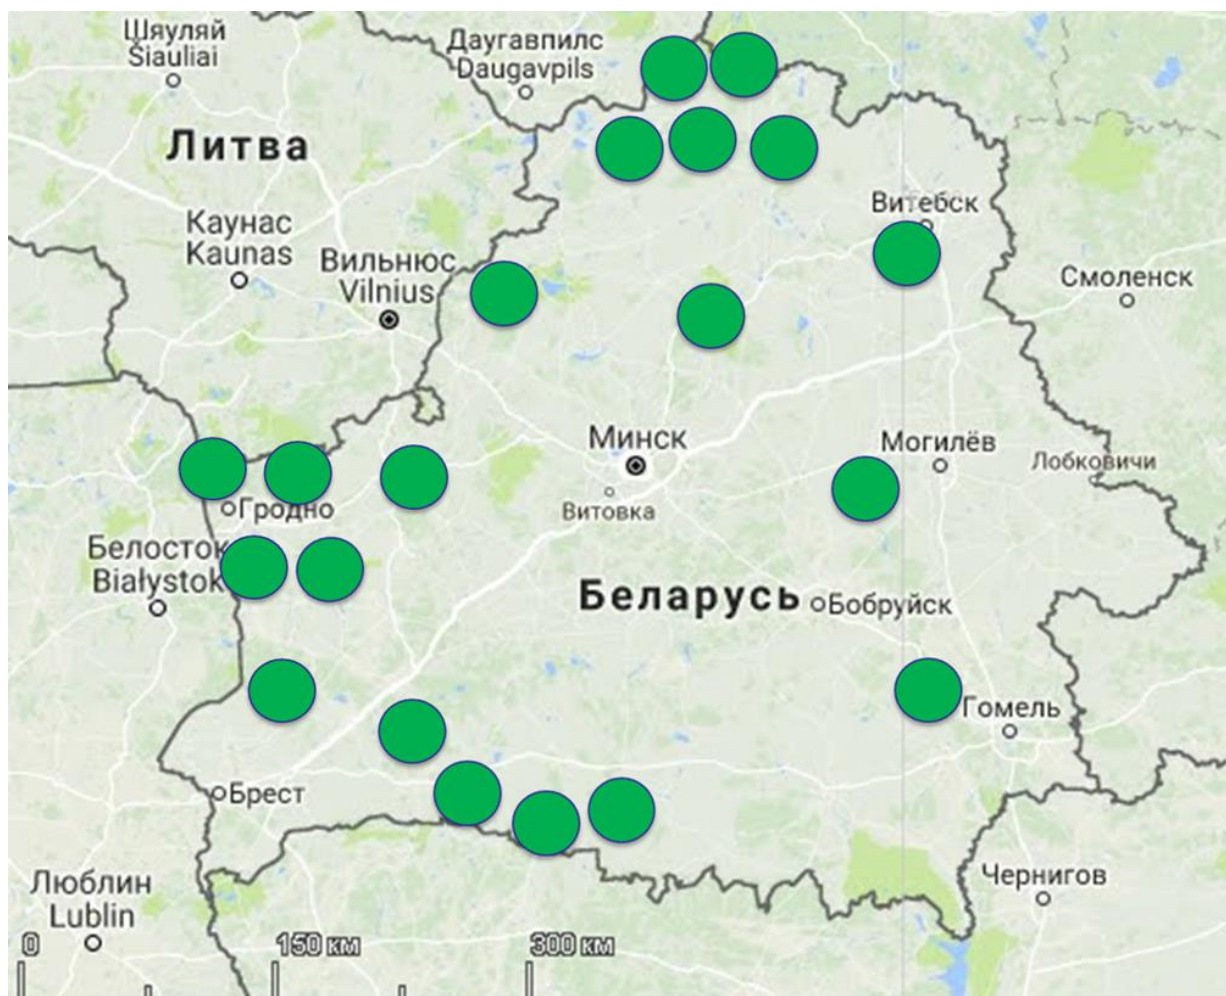 Шяуляй
Šiauliai
Даугавпилс
Daugavpils
Литва
Витебск
Каунас
Kaunas
Вильнюс
Vilnius
Смоленск
Минск
Могилёв
Лобковичи
Витовка
Гродно
Белосток
Białystok
Беларусь
Бобруйск
Гомель
Брест
Чернигов
Люблин
Lublin
0 150 км 300 км